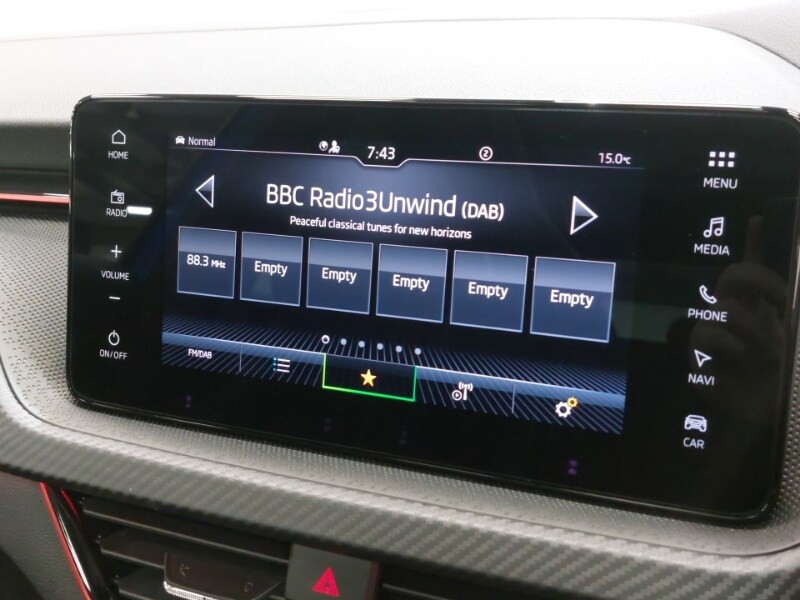 HOME
RADIO
+
VOLUME
−
ON/OFF
Normal
7:43
2
15.0°C
BBC Radio3Unwind (DAB)
Peaceful classical tunes for new horizons
88.3 MHz
Empty
Empty
Empty
Empty
Empty
FM/DAB
MENU
MEDIA
PHONE
NAVI
CAR